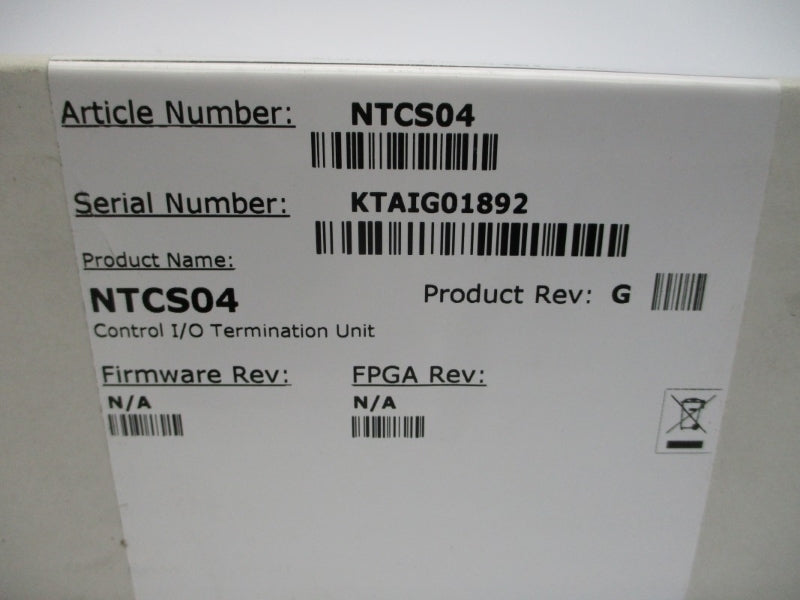 Article Number: NTCS04
Serial Number: KTAIG01892
Product Name:
NTCS04 Product Rev: G
Control I/O Termination Unit
Firmware Rev: FPGA Rev:
N/A N/A